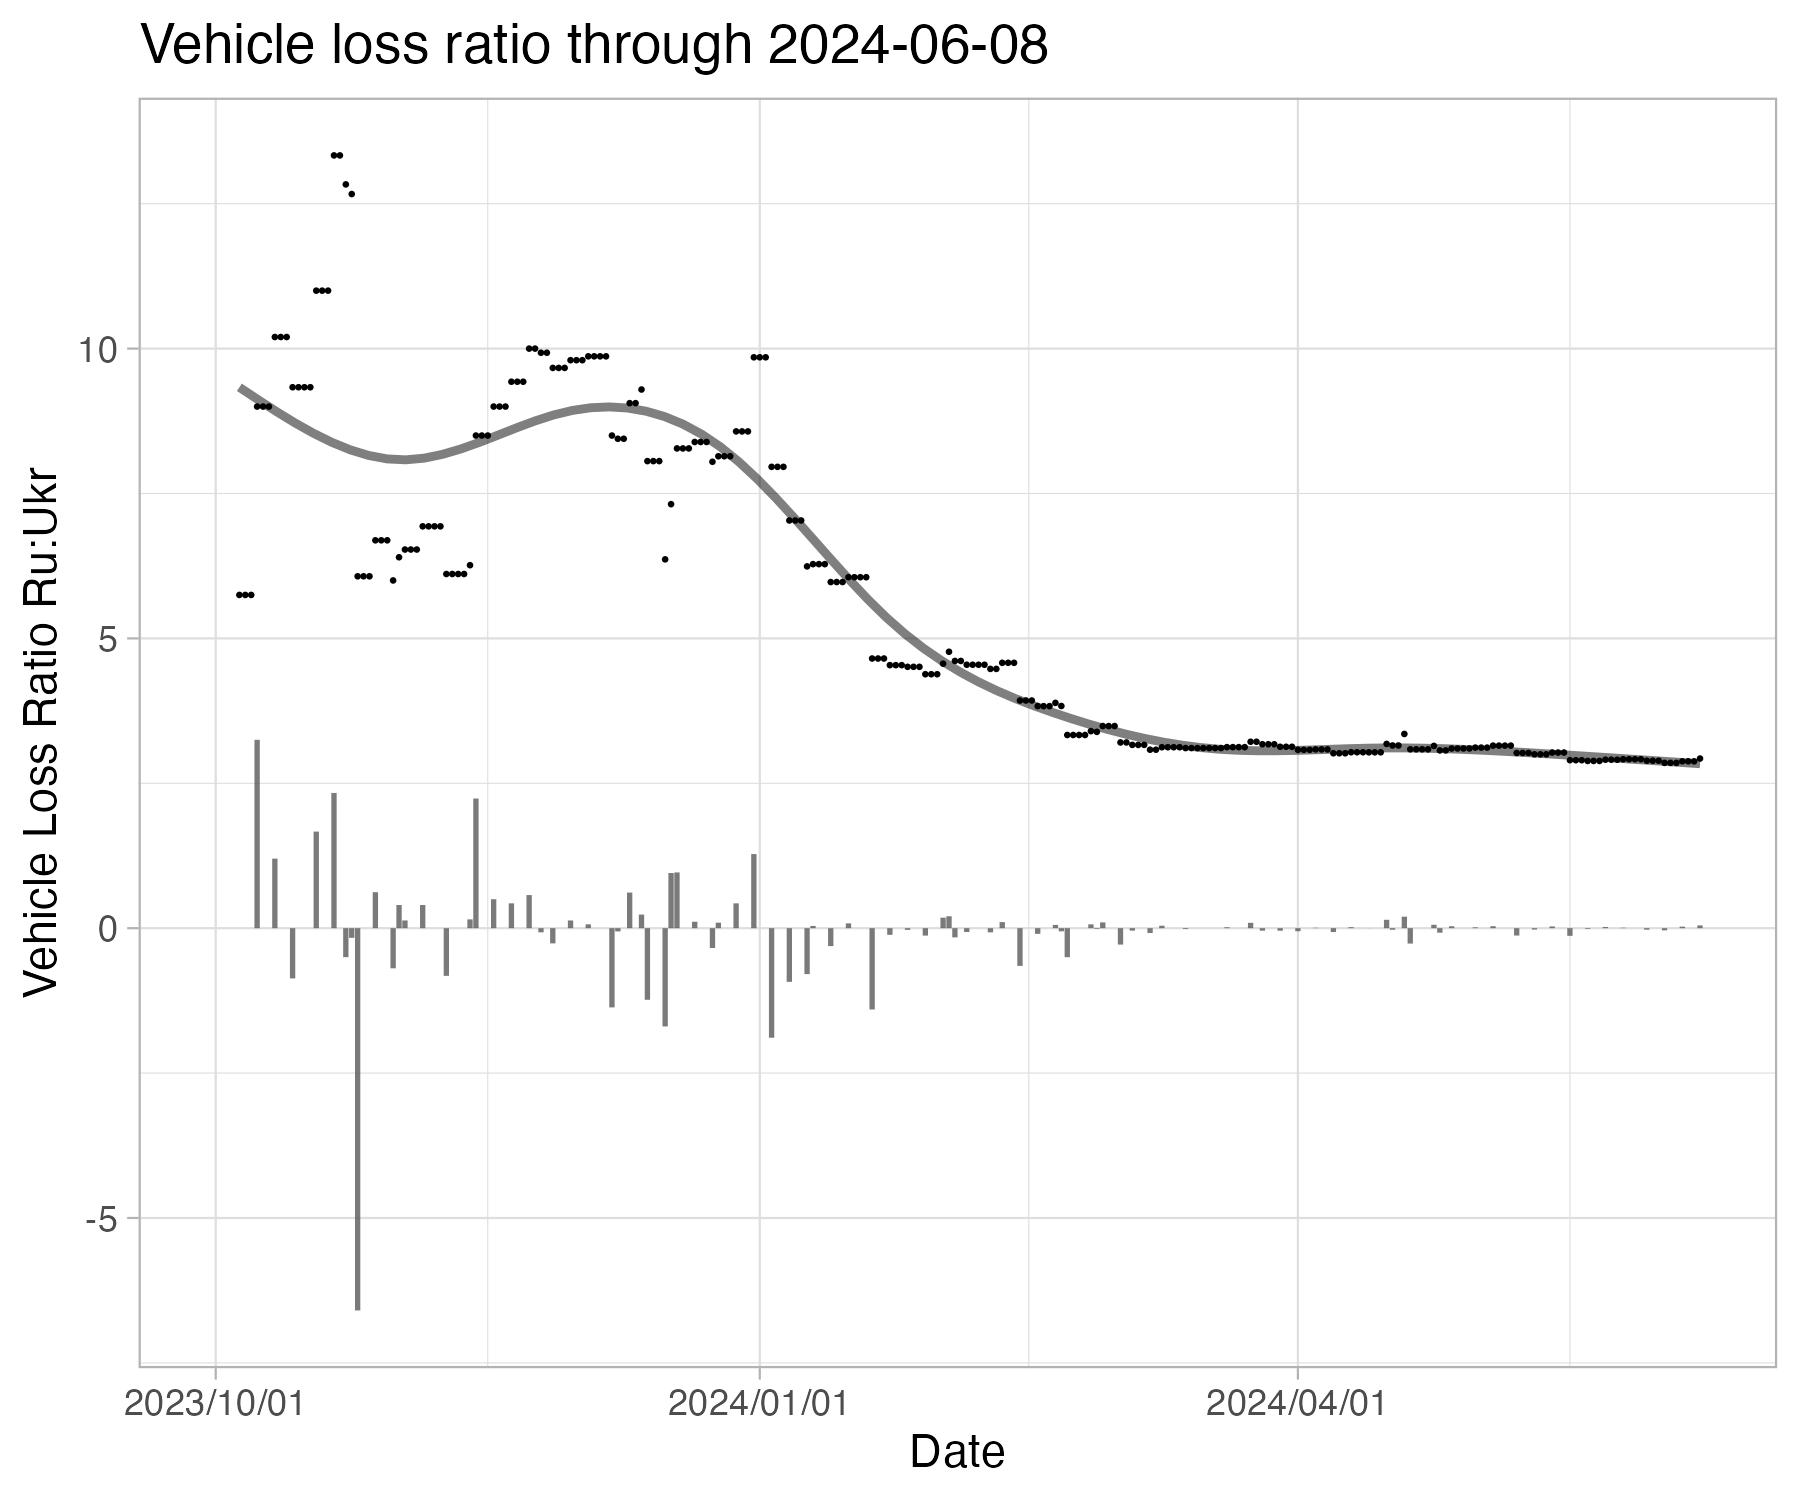 Vehicle loss ratio through 2024-06-08
Vehicle Loss Ratio Ru:Ukr
10
5
0
-5
2023/10/01
2024/01/01
2024/04/01
Date